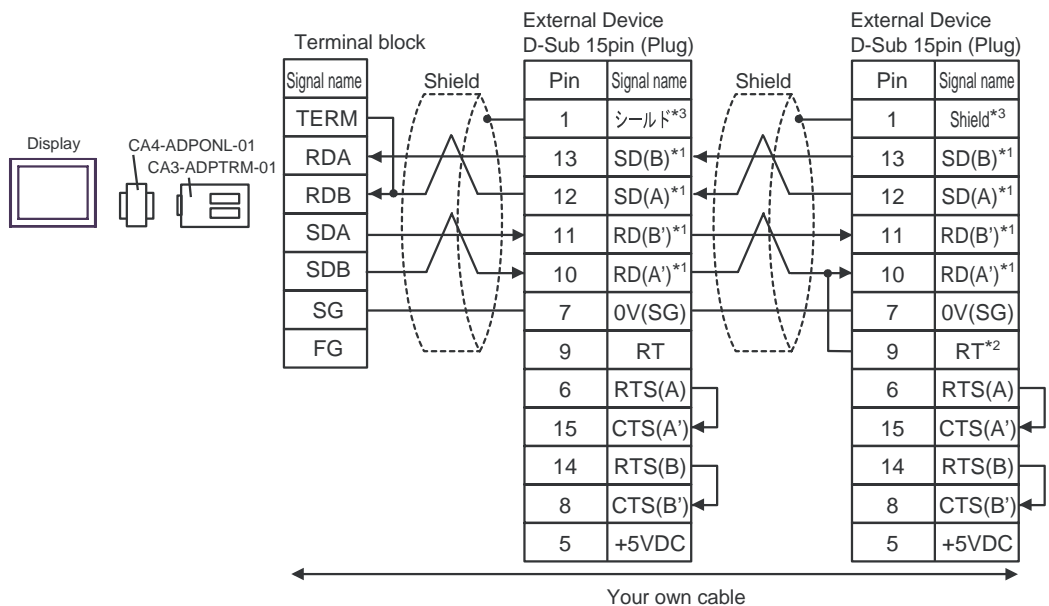 External Device
D-Sub 15pin (Plug)
External Device
D-Sub 15pin (Plug)
Terminal block
Display
CA4-ADPONL-01
CA3-ADPTRM-01
Signal name
TERM
RDA
RDB
SDA
SDB
SG
FG
Shield
Pin Signal name
1 シールド*3
13 SD(B)*1
12 SD(A)*1
11 RD(B’)*1
10 RD(A’)*1
7 0V(SG)
9 RT
6 RTS(A)
15 CTS(A’)
14 RTS(B)
8 CTS(B’)
5 +5VDC
Shield
Pin Signal name
1 Shield*3
13 SD(B)*1
12 SD(A)*1
11 RD(B’)*1
10 RD(A’)*1
7 0V(SG)
9 RT*2
6 RTS(A)
15 CTS(A’)
14 RTS(B)
8 CTS(B’)
5 +5VDC
Your own cable